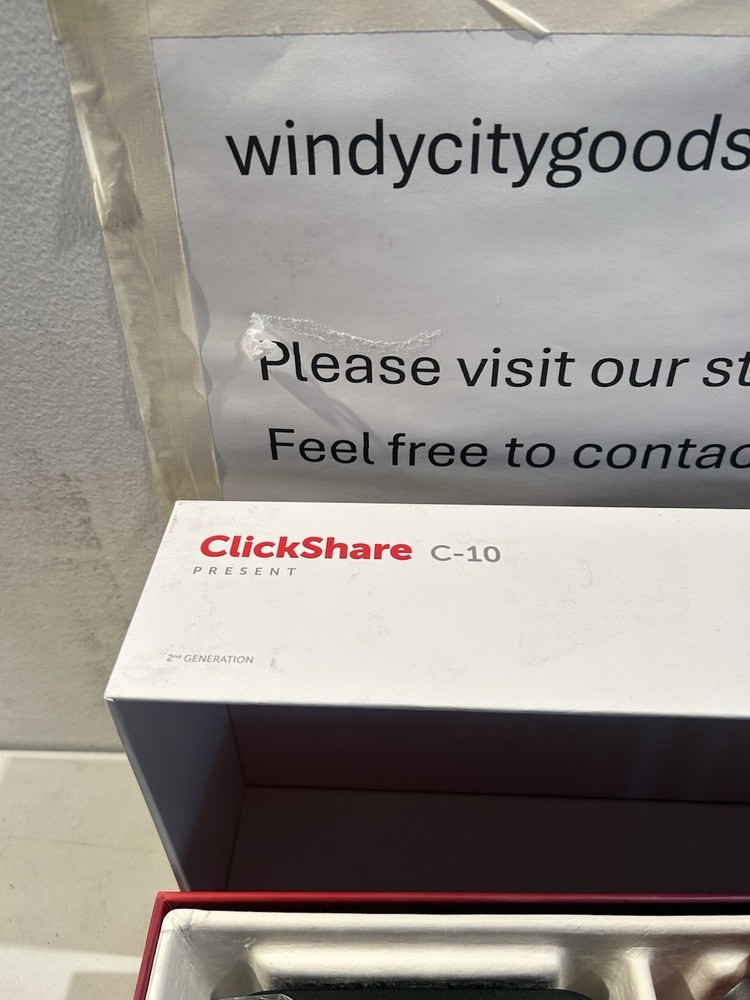 windycitygoods
Please visit our st
Feel free to contac
ClickShare C-10
PRESENT
2nd GENERATION